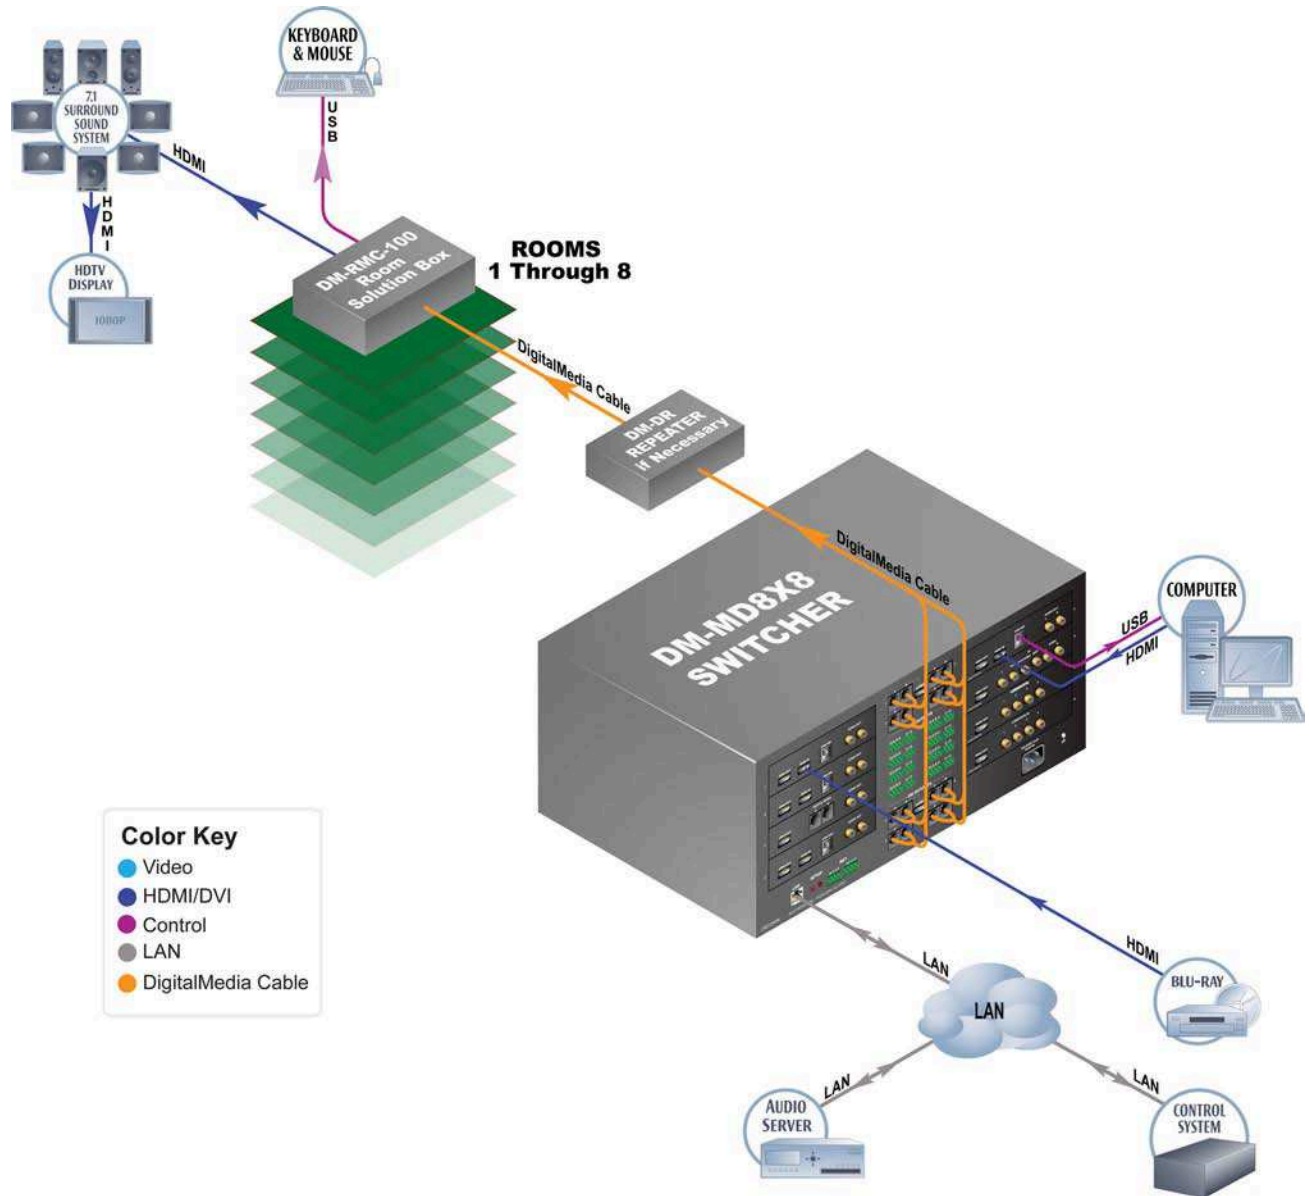 KEYBOARD
& MOUSE
USB
7.1
SURROUND
SOUND
SYSTEM
HDMI
HDMI
HDTV
DISPLAY
1080P
DM-RMC-100
Room
Solution Box
ROOMS
1 Through 8
DigitalMedia Cable
DM-DR
REPEATER
if Necessary
DigitalMedia Cable
DM-MD8X8
SWITCHER
COMPUTER
USB
HDMI
Color Key
Video
HDMI/DVI
Control
LAN
DigitalMedia Cable
HDMI
BLU-RAY
LAN
LAN
LAN
AUDIO
SERVER
LAN
CONTROL
SYSTEM